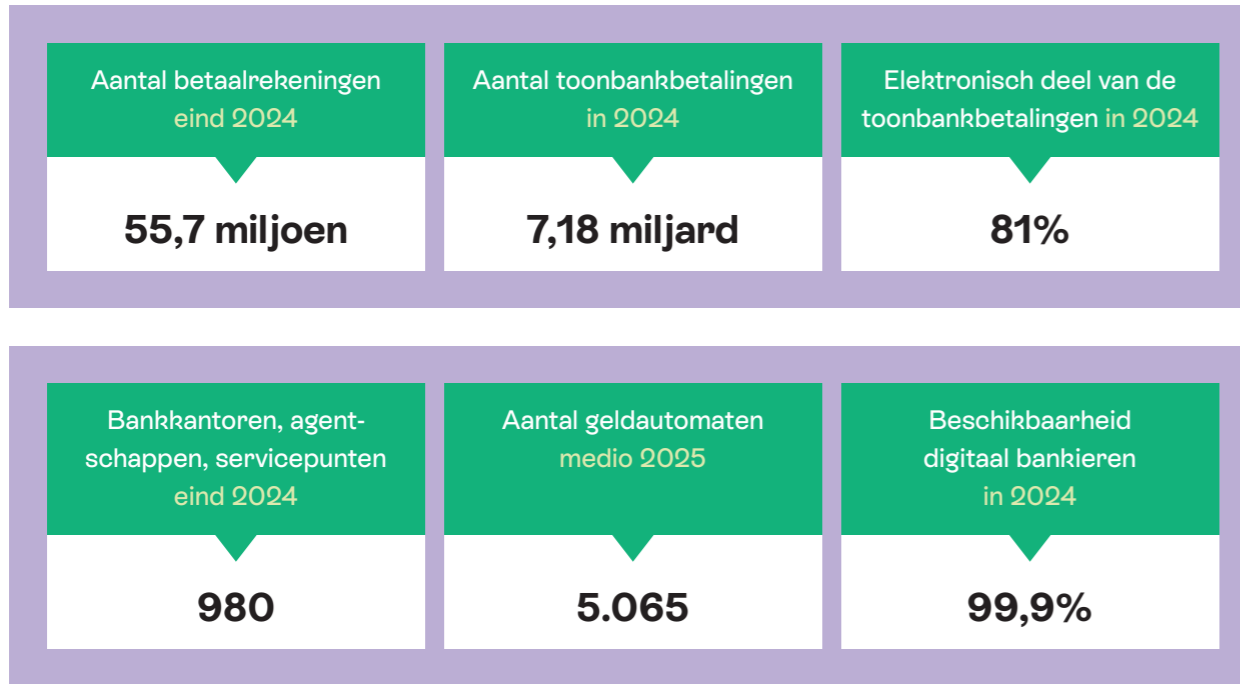 Aantal betaalrekeningen
eind 2024
55,7 miljoen
Aantal toonbankbetalingen
in 2024
7,18 miljard
Elektronisch deel van de
toonbankbetalingen in 2024
81%
Bankkantoren, agent-
schappen, servicepunten
eind 2024
980
Aantal geldautomaten
medio 2025
5.065
Beschikbaarheid
digitaal bankieren
in 2024
99,9%